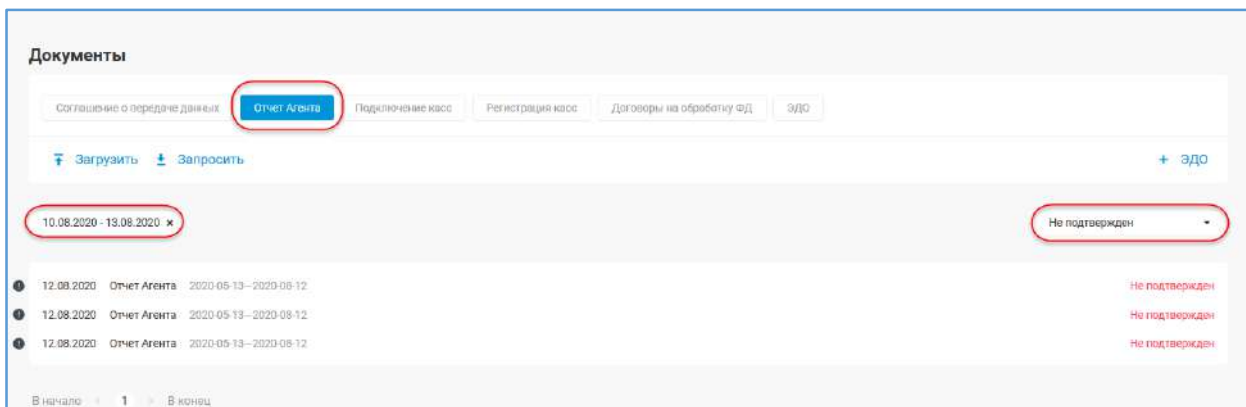 Документы
Соглашение о передаче данных Отчет Агента Подключение касс Регистрация касс Договоры на обработку ФД ЭДО
Загрузить Запросить + ЭДО
10.08.2020 - 13.08.2020 × Не подтвержден
12.08.2020 Отчет Агента 2020-05-13—2020-08-12 Не подтвержден
12.08.2020 Отчет Агента 2020-05-13—2020-08-12 Не подтвержден
12.08.2020 Отчет Агента 2020-05-13—2020-08-12 Не подтвержден
В начало < 1 > В конец